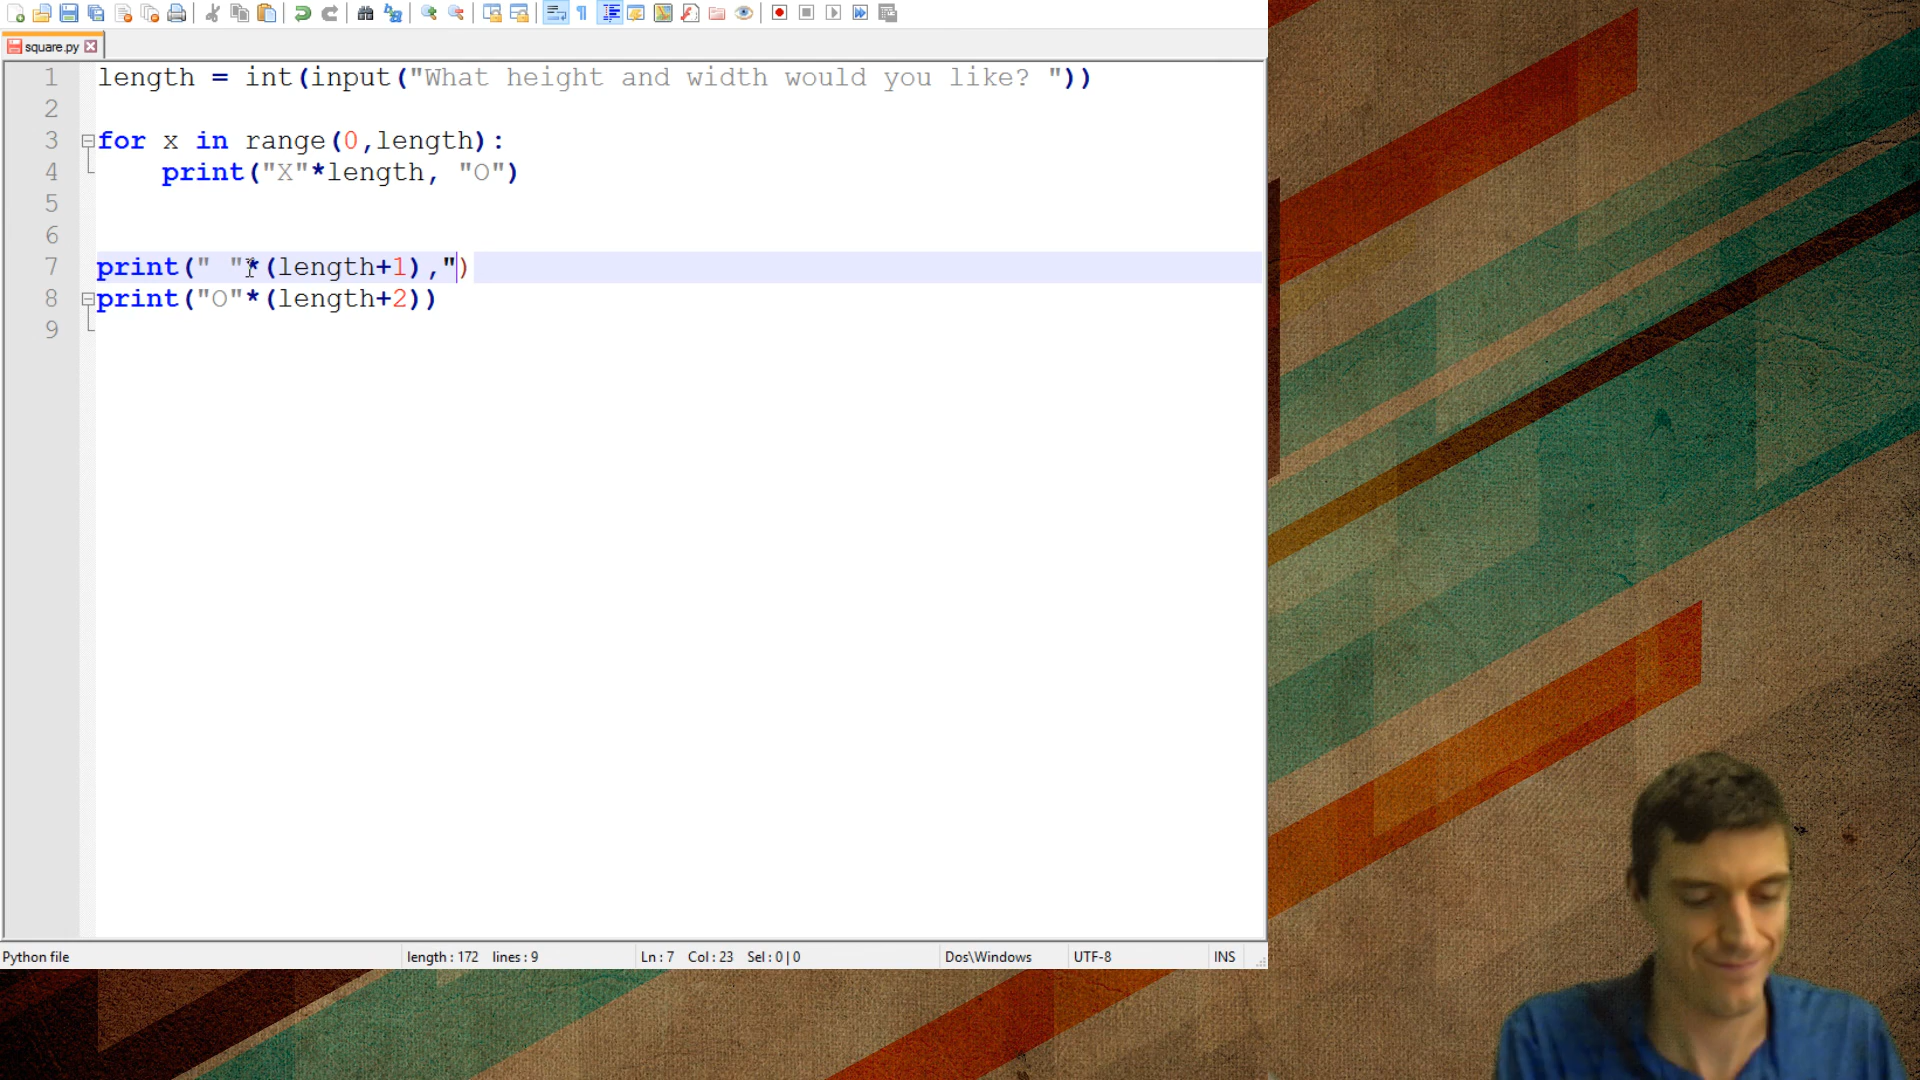 square.py
1 length = int(input("What height and width would you like? "))
2
3 for x in range(0,length):
4 print("X"*length, "O")
5
6
7 print(" "*(length+1),")
8 print("O"*(length+2))
9
Python file length : 172 lines : 9 Ln : 7 Col : 23 Sel : 0 | 0 Dos\Windows UTF-8 INS